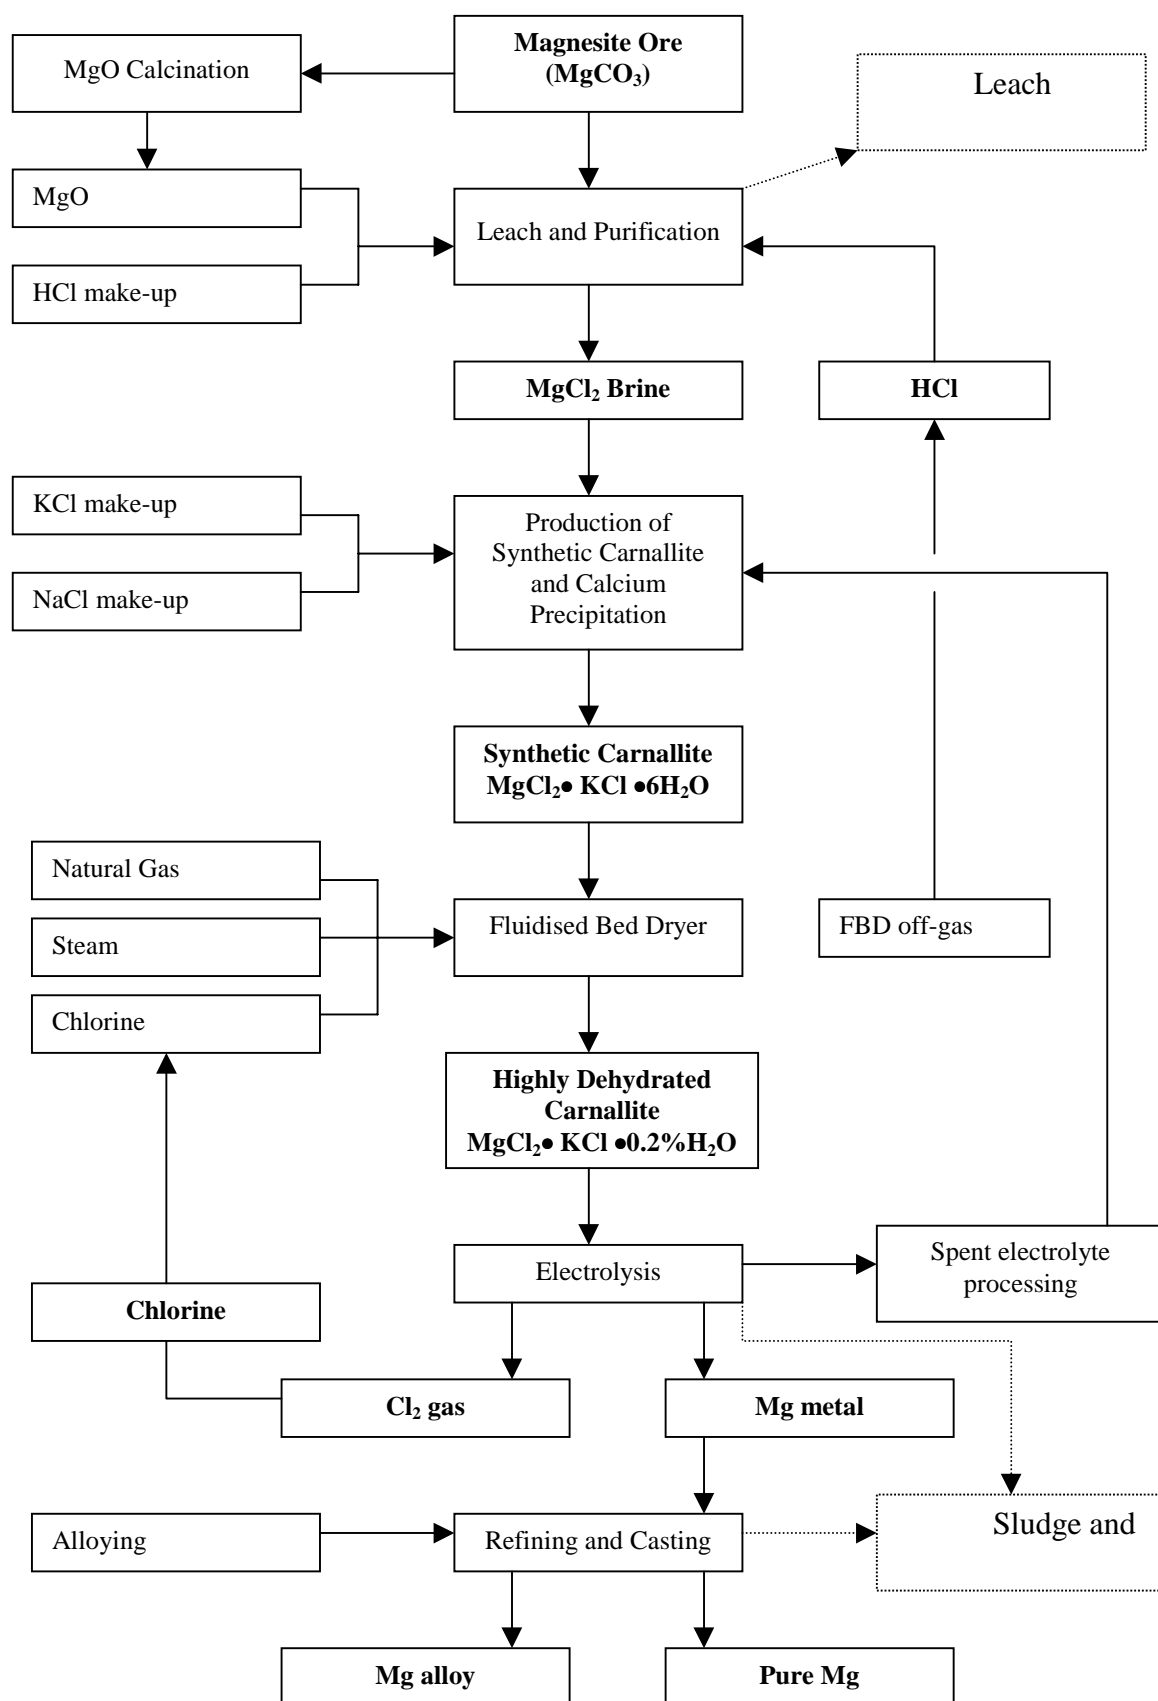 Magnesite Ore
(MgCO₃)
MgO Calcination
Leach
MgO
Leach and Purification
HCl make-up
MgCl₂ Brine
HCl
KCl make-up
Production of
Synthetic Carnallite
and Calcium
Precipitation
NaCl make-up
Synthetic Carnallite
MgCl₂• KCl •6H₂O
Natural Gas
Steam
Chlorine
Fluidised Bed Dryer
FBD off-gas
Highly Dehydrated
Carnallite
MgCl₂• KCl •0.2%H₂O
Electrolysis
Spent electrolyte
processing
Chlorine
Cl₂ gas
Mg metal
Alloying
Refining and Casting
Sludge and
Mg alloy
Pure Mg